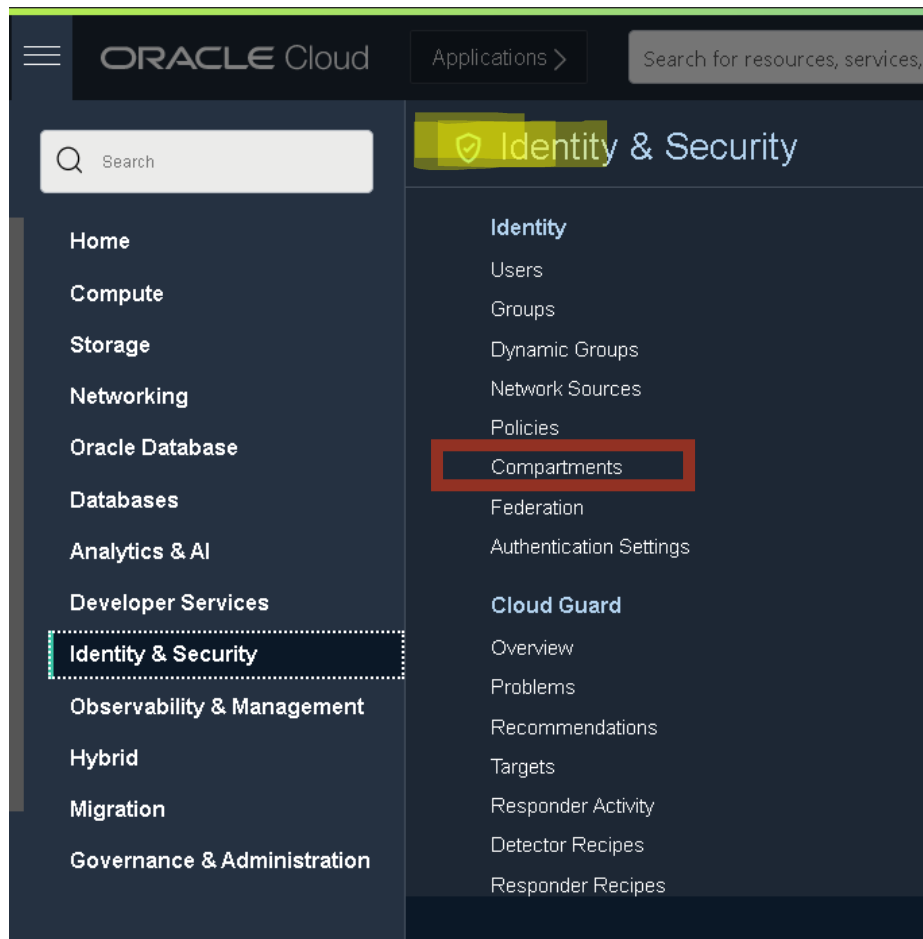 ORACLE Cloud
Applications >
Search for resources, services,
Search
Home
Compute
Storage
Networking
Oracle Database
Databases
Analytics & AI
Developer Services
Identity & Security
Observability & Management
Hybrid
Migration
Governance & Administration
Identity & Security
Identity
Users
Groups
Dynamic Groups
Network Sources
Policies
Compartments
Federation
Authentication Settings
Cloud Guard
Overview
Problems
Recommendations
Targets
Responder Activity
Detector Recipes
Responder Recipes